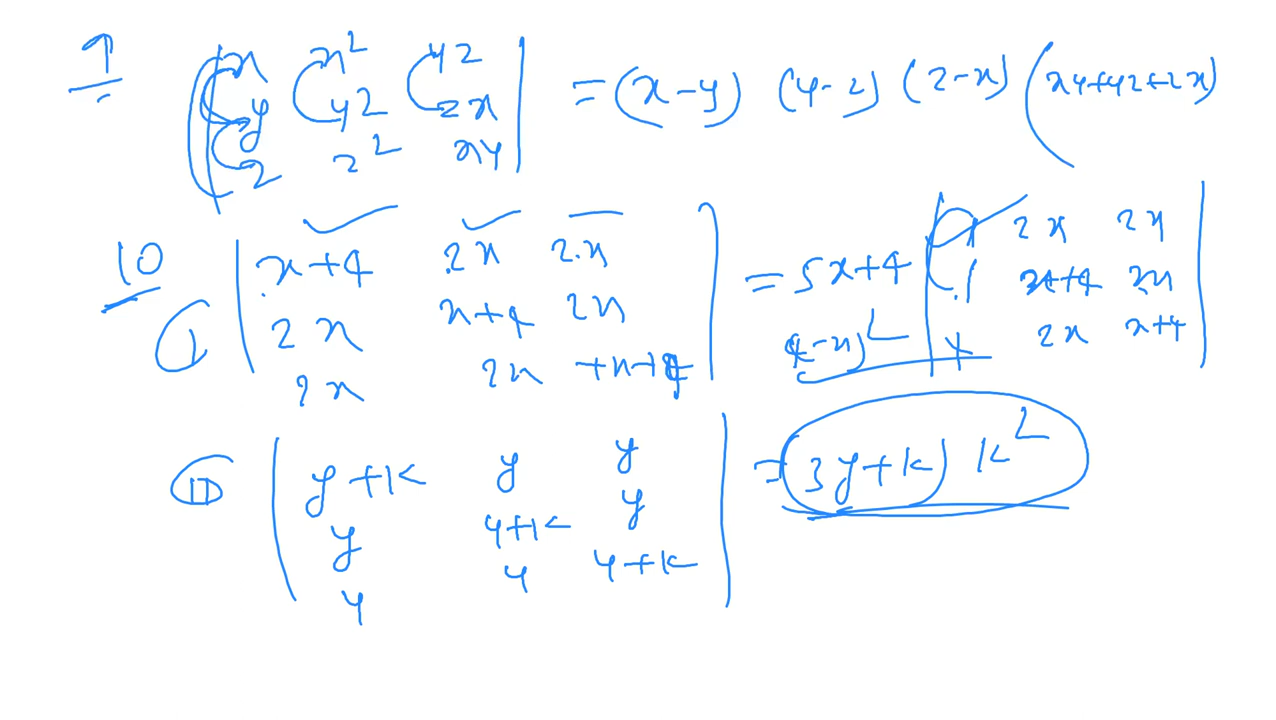 9 | x x² yz | = (x-y) (y-z) (z-x) (xy+yz+zx)
| y yz zx |
| z z² xy |
10 | x+4 2x 2x | = 5x+4 | 1 2x 2x |
(I) | 2x x+4 2x | | 1 x+4 2x |
| 2x 2x +x+4 | (4-x)² | 1 2x x+4 |
(II) | y+k y y | = 3y+k) k²
| y y+k y |
| y y y+k |